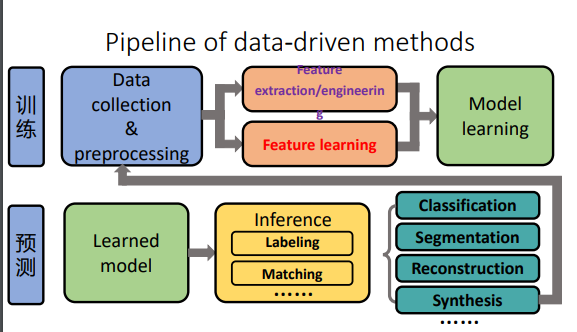 Pipeline of data-driven methods
训
练
Data
collection
&
preprocessing
Feature
extraction/engineerin
g
Feature learning
Model
learning
预
测
Learned
model
Inference
Labeling
Matching
……
Classification
Segmentation
Reconstruction
Synthesis
……